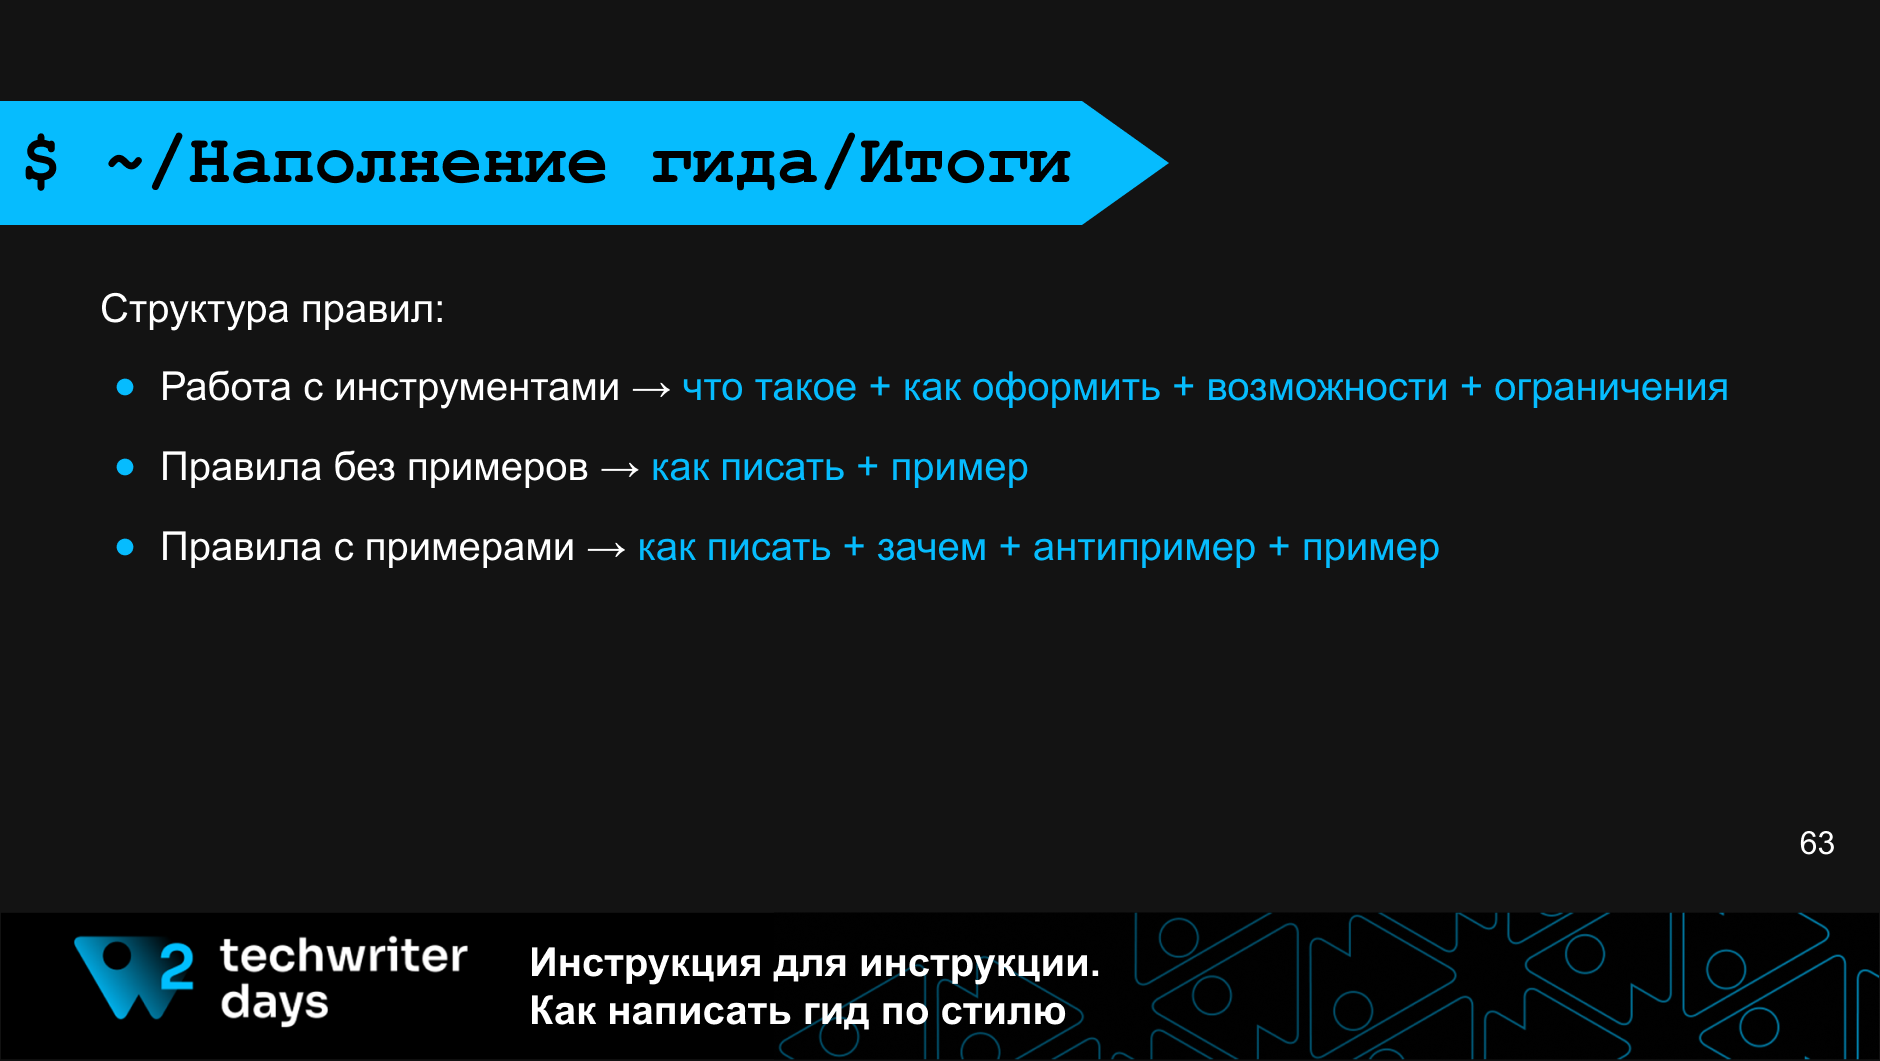 $ ~/Наполнение гида/Итоги
Структура правил:
● Работа с инструментами → что такое + как оформить + возможности + ограничения
● Правила без примеров → как писать + пример
● Правила с примерами → как писать + зачем + антипример + пример
63
2 techwriter
days
Инструкция для инструкции.
Как написать гид по стилю